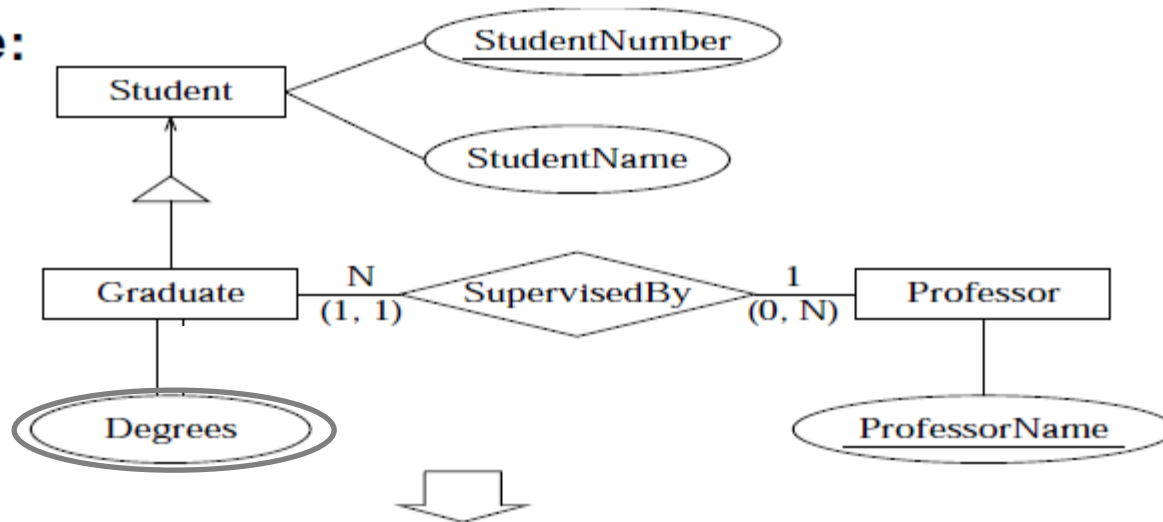 e:
StudentNumber
Student
StudentName
Graduate
N
(1, 1)
SupervisedBy
1
(0, N)
Professor
Degrees
ProfessorName